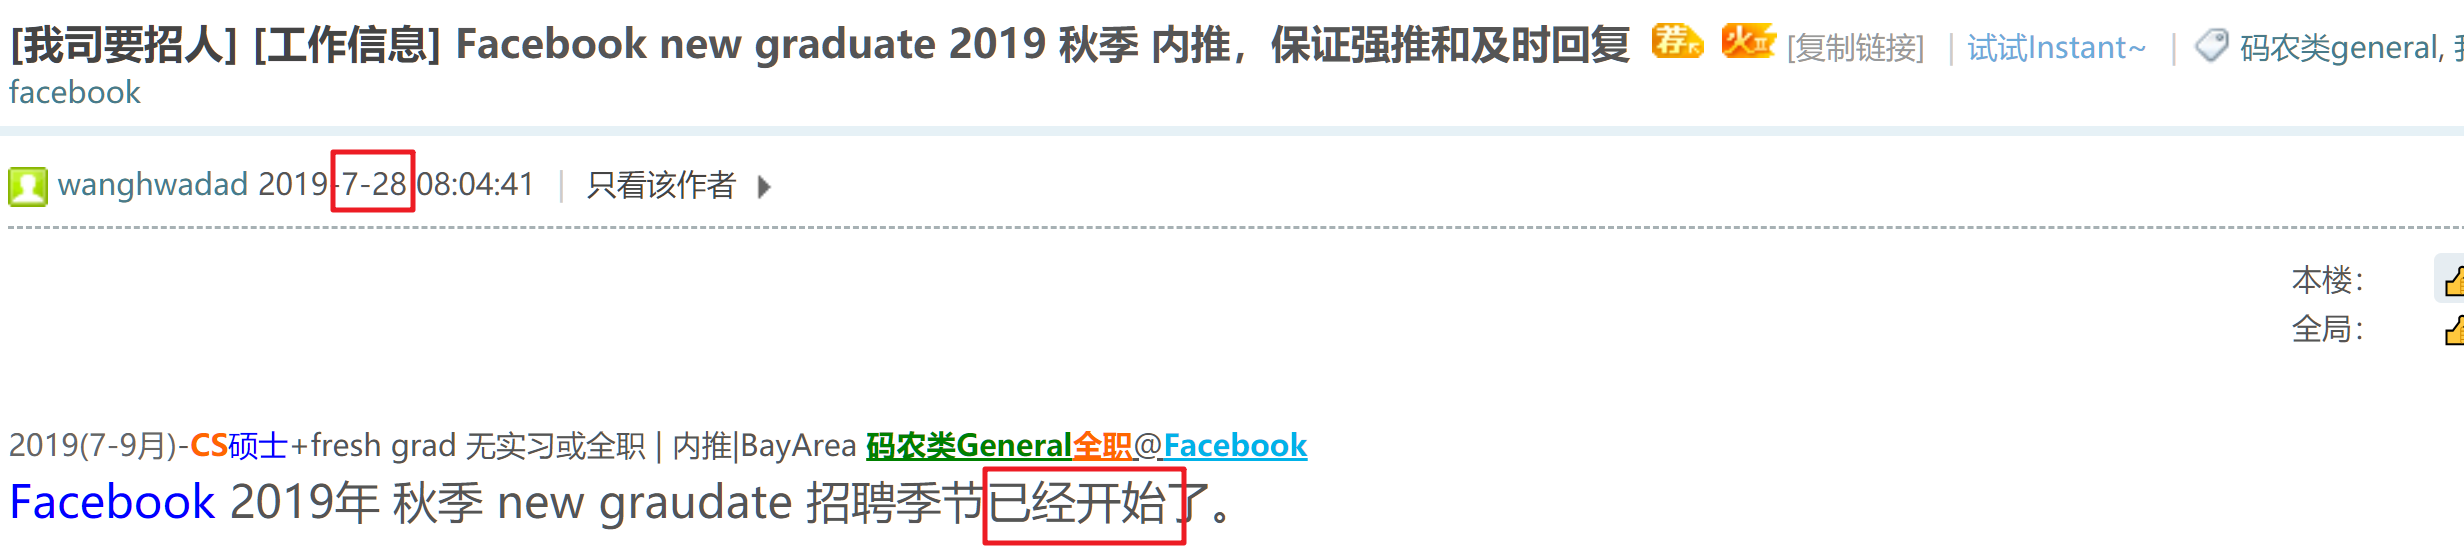 [我司要招人] [工作信息] Facebook new graduate 2019 秋季 内推，保证强推和及时回复 荐 火III [复制链接] | 试试Instant~ | 码农类general,
facebook
wanghwadad 2019-7-28 08:04:41 | 只看该作者
本楼：
全局：
2019(7-9月)-CS硕士+fresh grad 无实习或全职 | 内推|BayArea 码农类General全职@Facebook
Facebook 2019年 秋季 new graudate 招聘季节已经开始了。